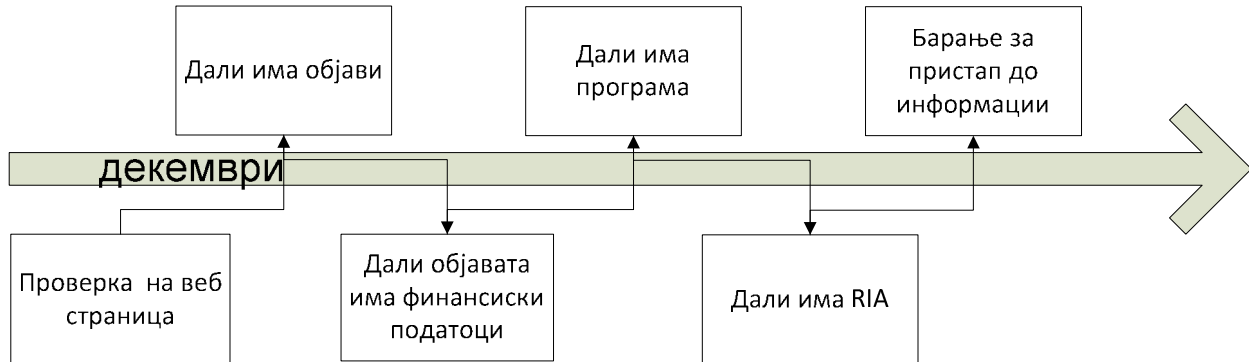 Дали има објави
Дали има
програма
Барање за
пристап до
информации
декември
Проверка на веб
страница
Дали објавата
има финансиски
податоци
Дали има RIA